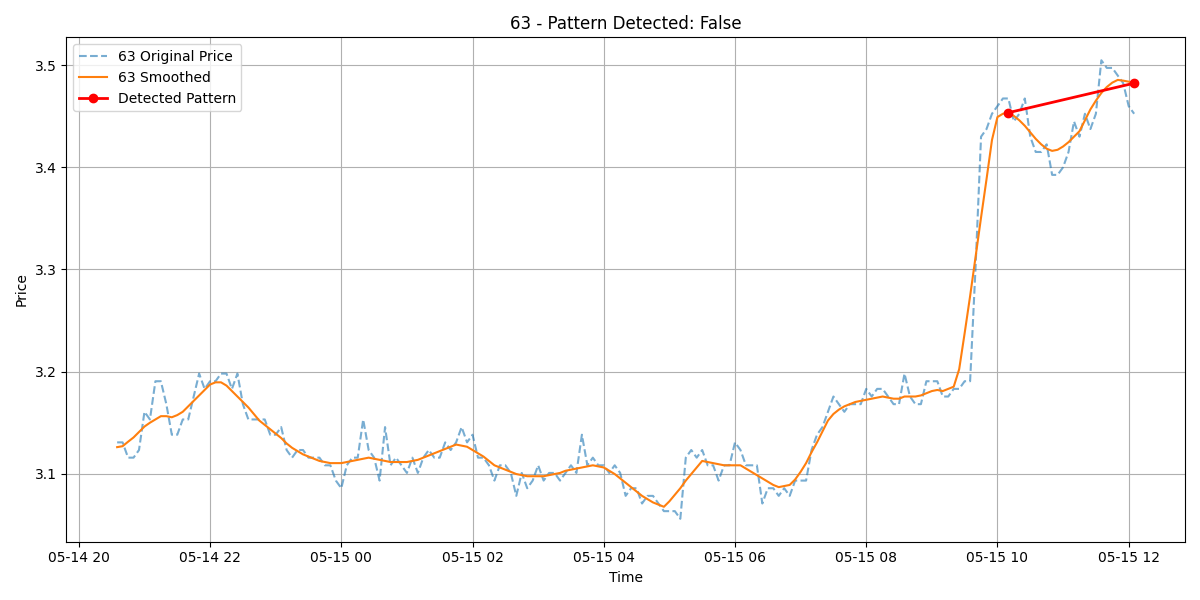 63 - Pattern Detected: False
63 Original Price
63 Smoothed
Detected Pattern
Price
3.5
3.4
3.3
3.2
3.1
05-14 20
05-14 22
05-15 00
05-15 02
05-15 04
05-15 06
05-15 08
05-15 10
05-15 12
Time